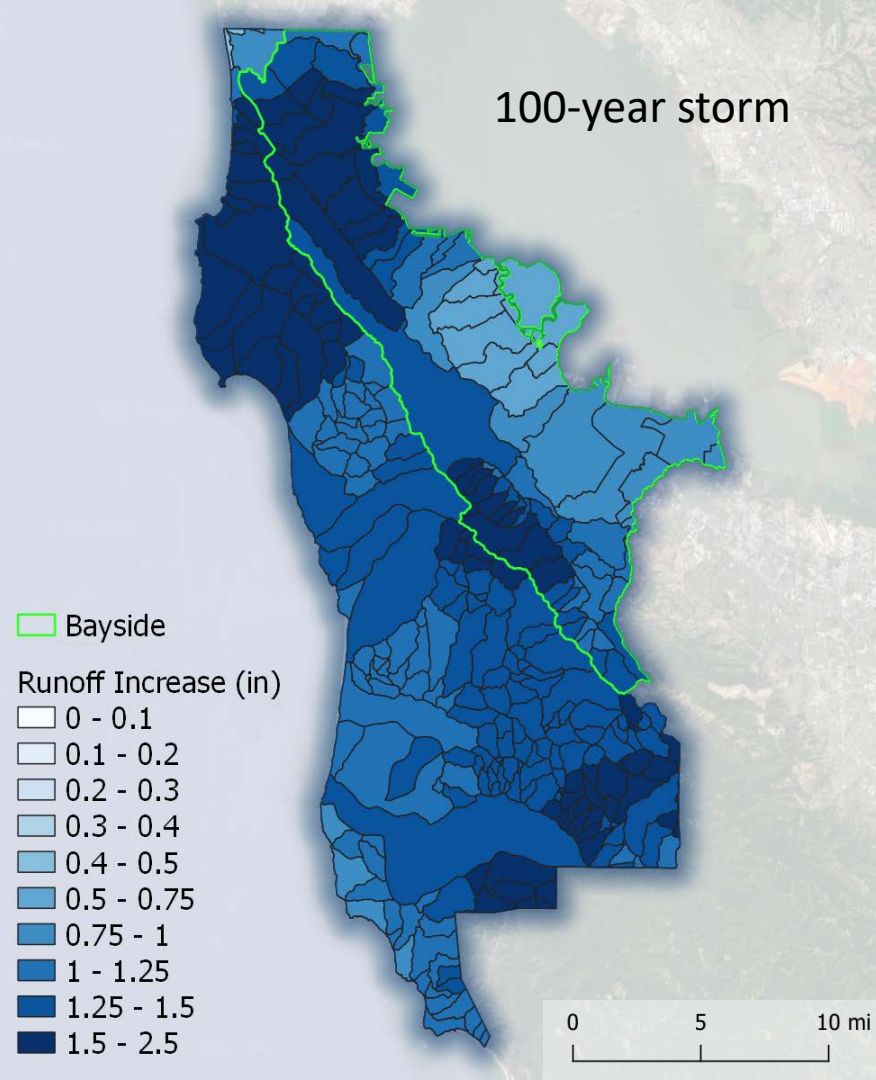 100-year storm
Bayside
Runoff Increase (in)
0 - 0.1
0.1 - 0.2
0.2 - 0.3
0.3 - 0.4
0.4 - 0.5
0.5 - 0.75
0.75 - 1
1 - 1.25
1.25 - 1.5
1.5 - 2.5
0 5 10 mi